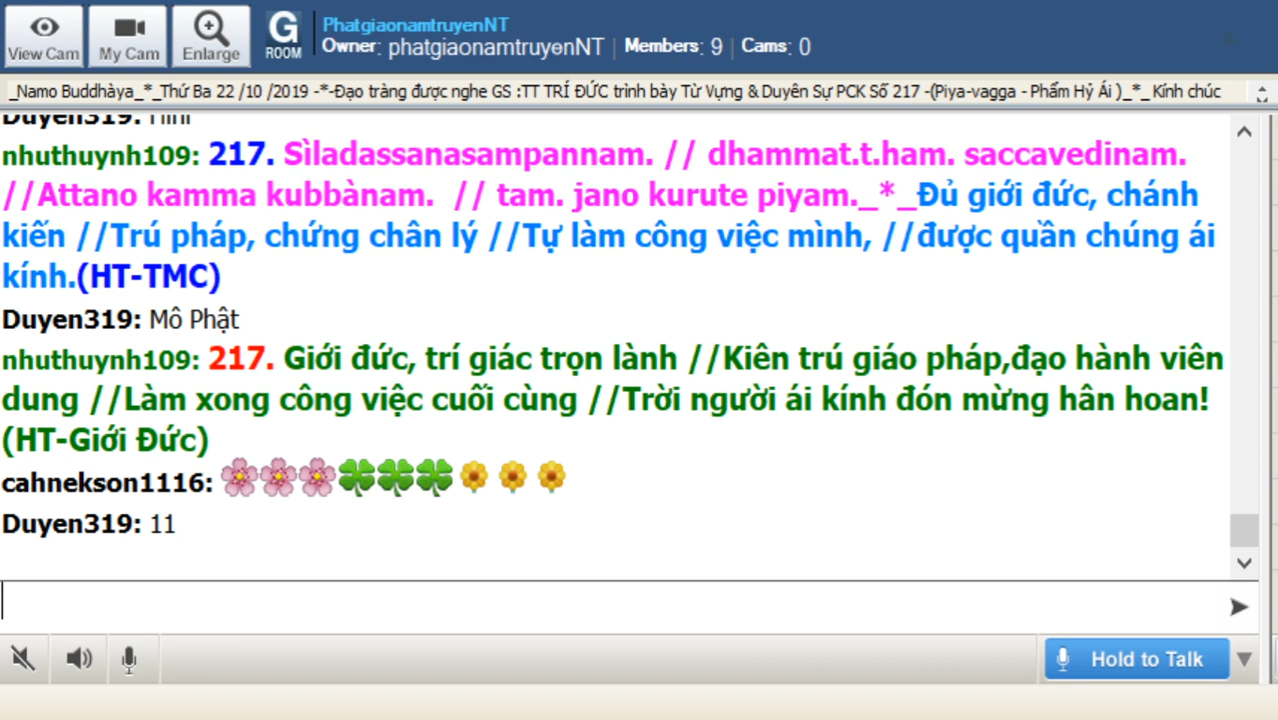 View Cam
My Cam
Enlarge
G
ROOM
PhatgiaonamtruyenNT
Owner: phatgiaonamtruyenNT | Members: 9 | Cams: 0
_Namo Buddhàya_*_Thứ Ba 22 /10 /2019 -*-Đạo tràng được nghe GS :TT TRÍ ĐỨC trình bày Từ Vựng & Duyên Sự PCK Số 217 -(Piya-vagga - Phẩm Hỷ Ái )_*_ Kính chúc
Duyen319: Hihi
nhuthuynh109: 217. Sìladassanasampannam. // dhammat.t.ham. saccavedinam.
//Attano kamma kubbànam. // tam. jano kurute piyam._*_Đủ giới đức, chánh
kiến //Trú pháp, chứng chân lý //Tự làm công việc mình, //được quần chúng ái
kính.(HT-TMC)
Duyen319: Mô Phật
nhuthuynh109: 217. Giới đức, trí giác trọn lành //Kiên trú giáo pháp,đạo hành viên
dung //Làm xong công việc cuối cùng //Trời người ái kính đón mừng hân hoan!
(HT-Giới Đức)
cahnekson1116:
Duyen319: 11
Hold to Talk